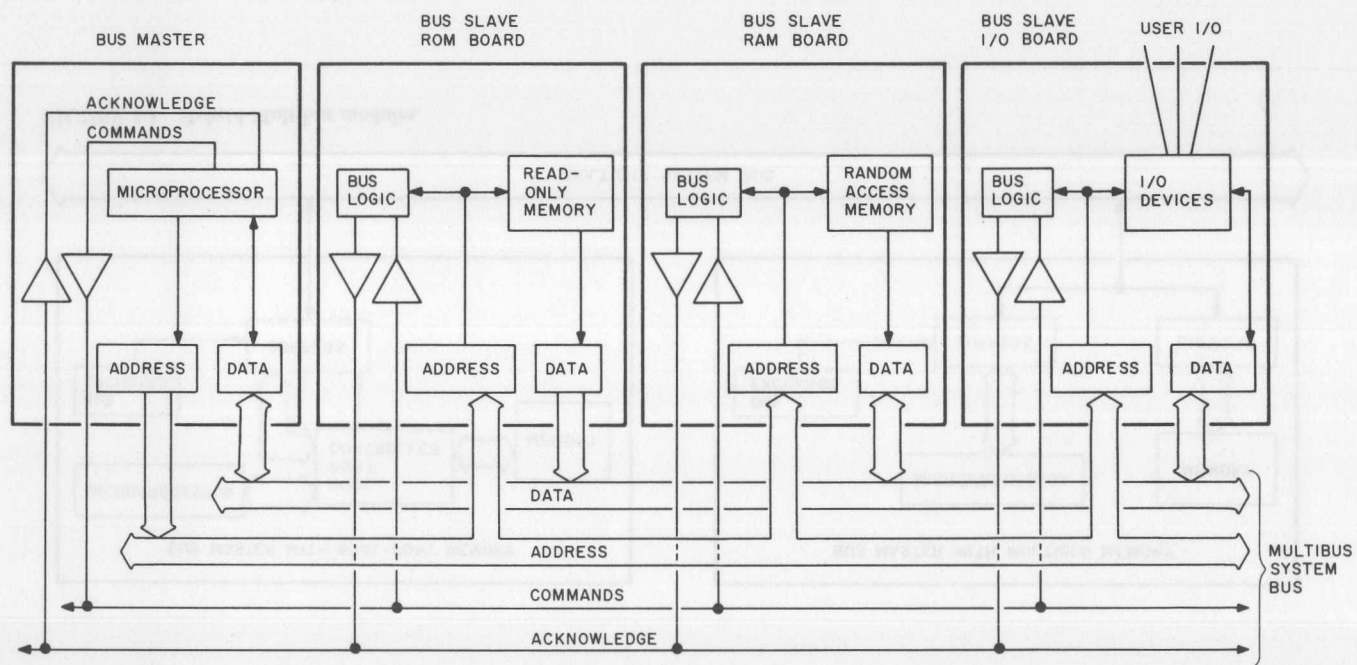 BUS MASTER
BUS SLAVE
ROM BOARD
BUS SLAVE
RAM BOARD
BUS SLAVE
I/O BOARD
USER I/O
ACKNOWLEDGE
COMMANDS
MICROPROCESSOR
BUS
LOGIC
READ-
ONLY
MEMORY
BUS
LOGIC
RANDOM
ACCESS
MEMORY
BUS
LOGIC
I/O
DEVICES
ADDRESS
DATA
ADDRESS
DATA
ADDRESS
DATA
ADDRESS
DATA
DATA
ADDRESS
COMMANDS
ACKNOWLEDGE
MULTIBUS
SYSTEM
BUS